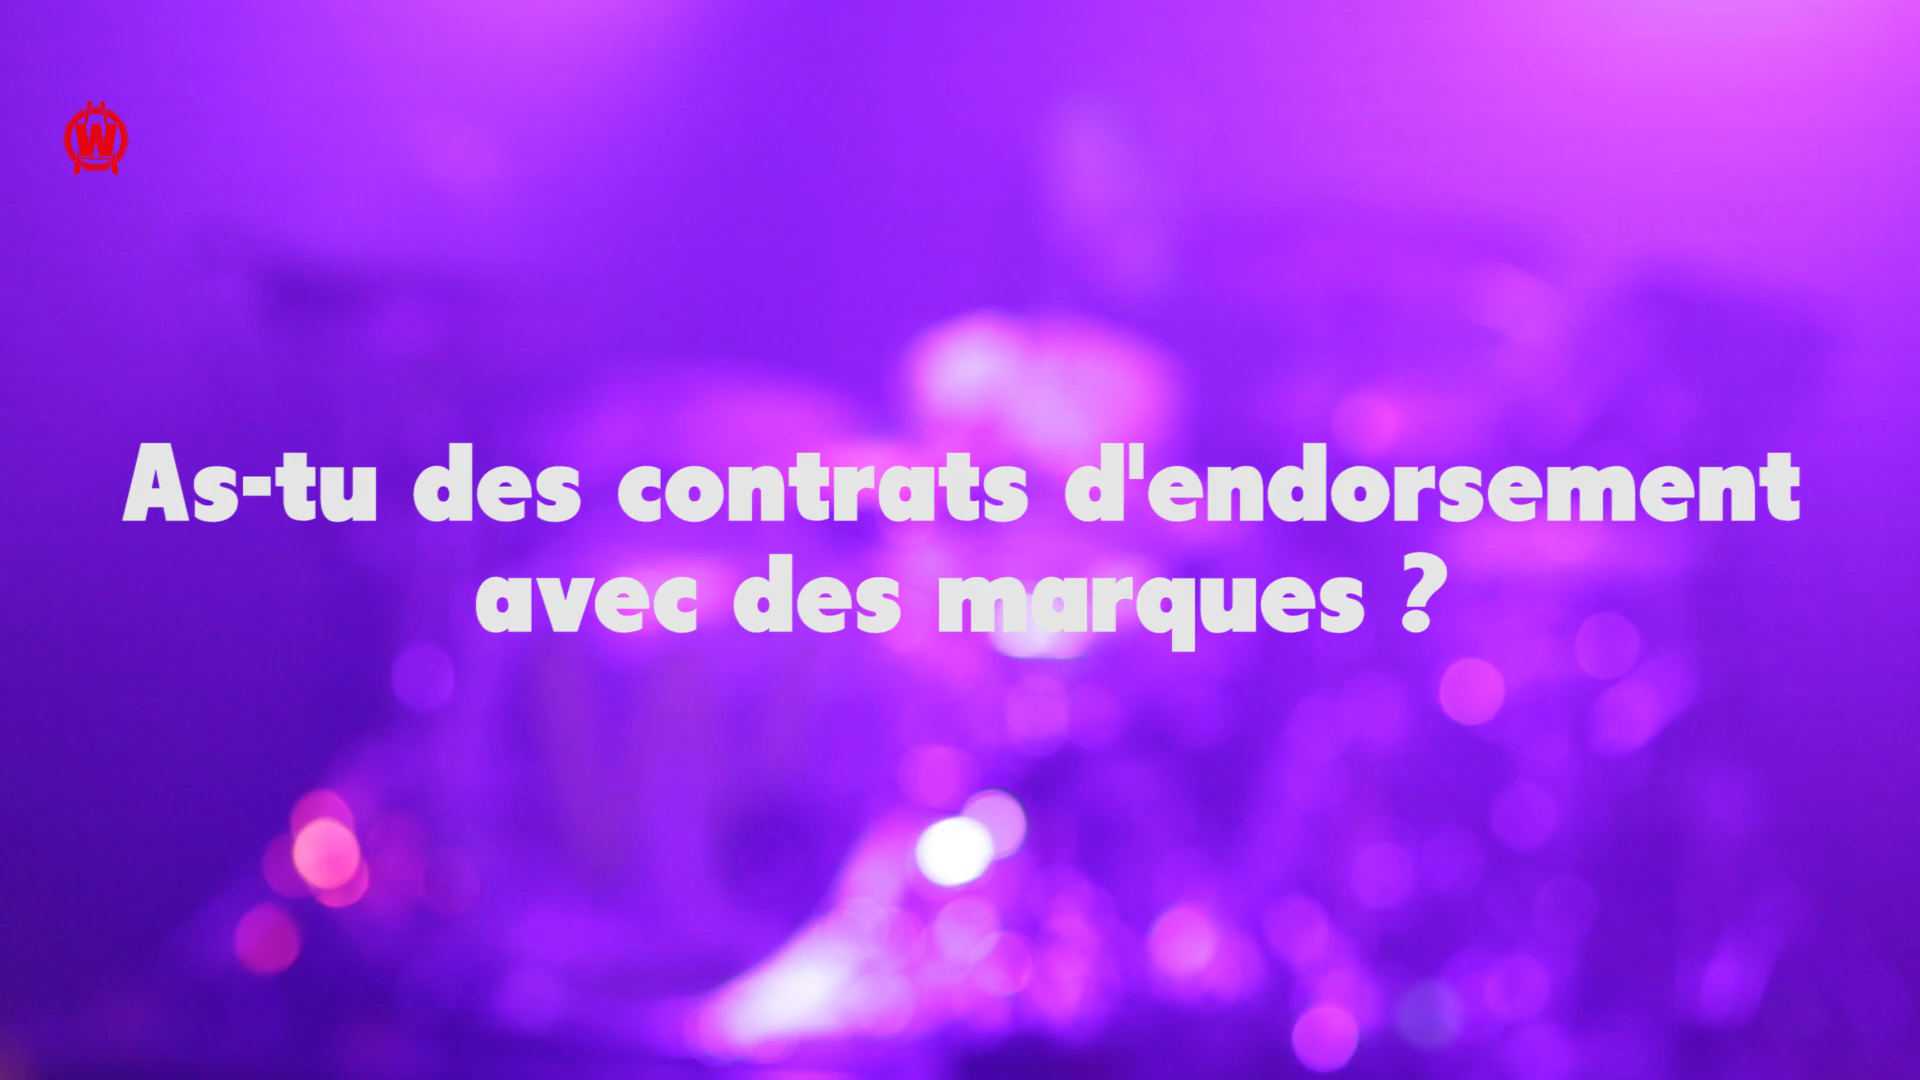 W
As-tu des contrats d'endorsement
avec des marques ?